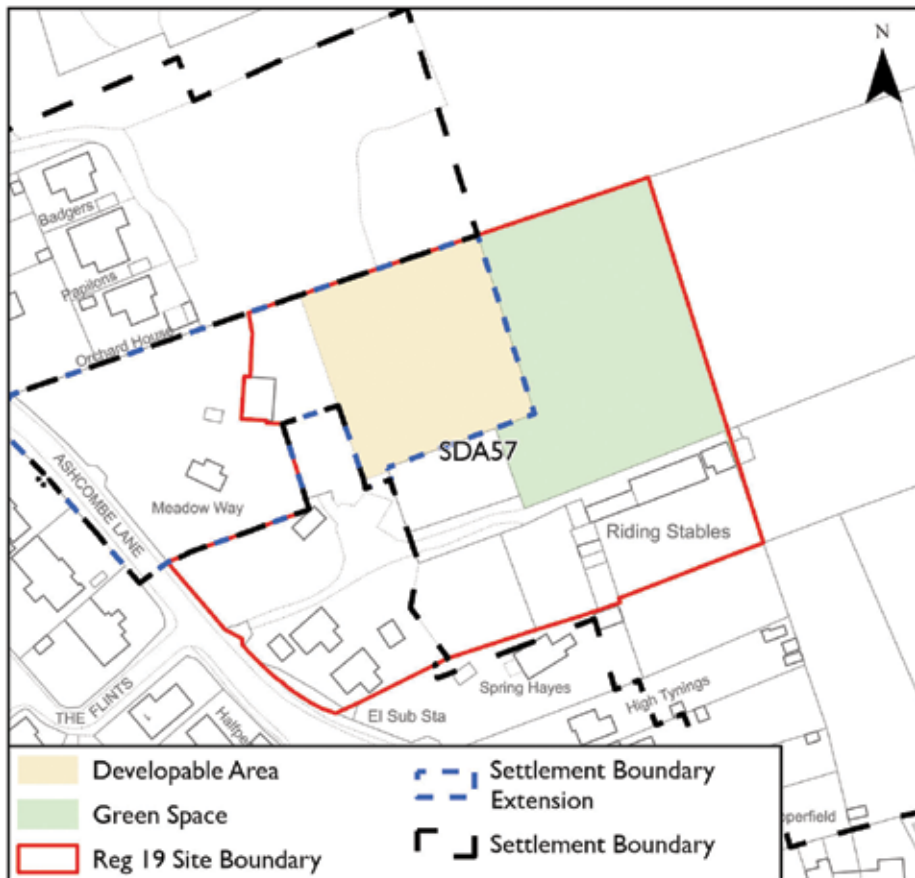 N
Badgers
Papilons
Orchard House
SDA57
ASHCOMBE LANE
Meadow Way
Riding Stables
Spring Hayes
High Tynings
El Sub Sta
THE FLINTS
Developable Area
Green Space
Reg 19 Site Boundary
Settlement Boundary
Extension
Settlement Boundary